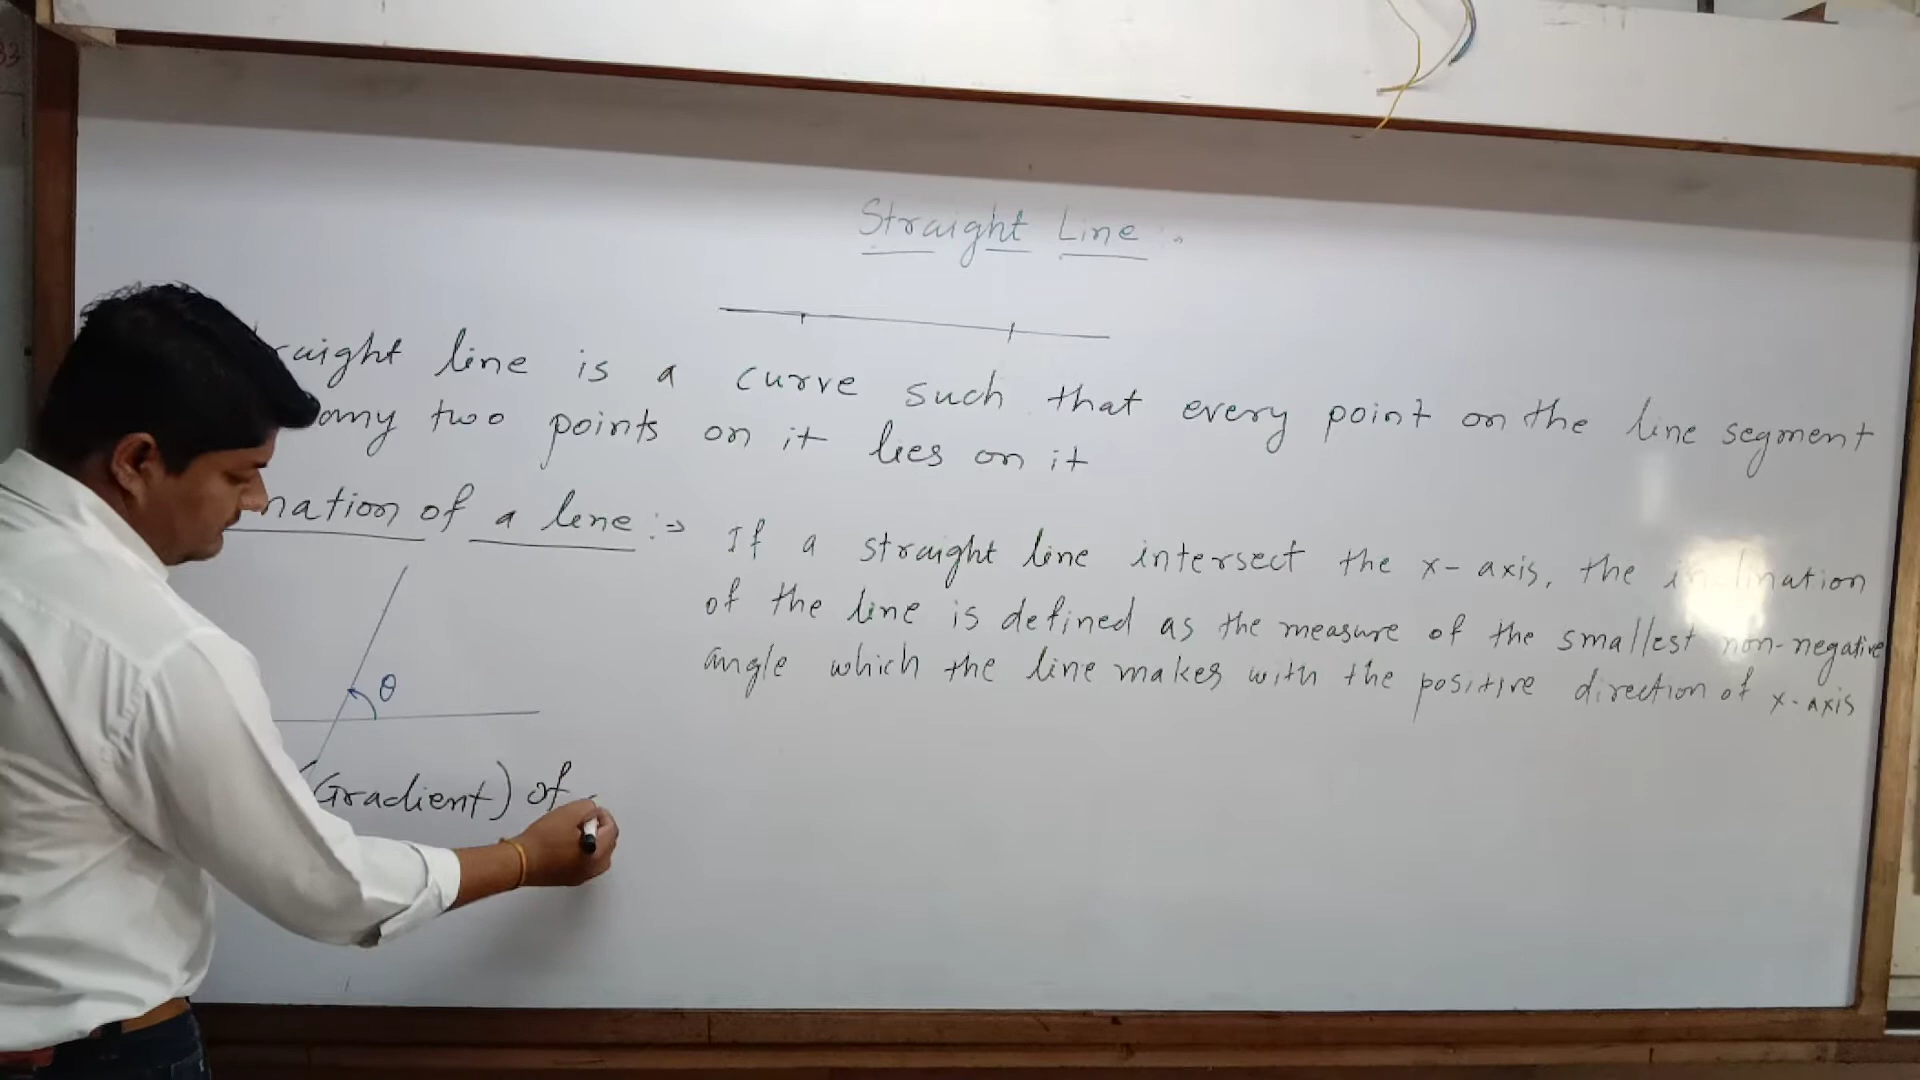 33
Straight Line :-
raight line is a curve such that every point on the line segment
any two points on it lies on it
nation of a line :→
If a straight line intersect the x-axis, the inclination
of the line is defined as the measure of the smallest non-negative
angle which the line makes with the positive direction of x-axis
θ
(Gradient) of